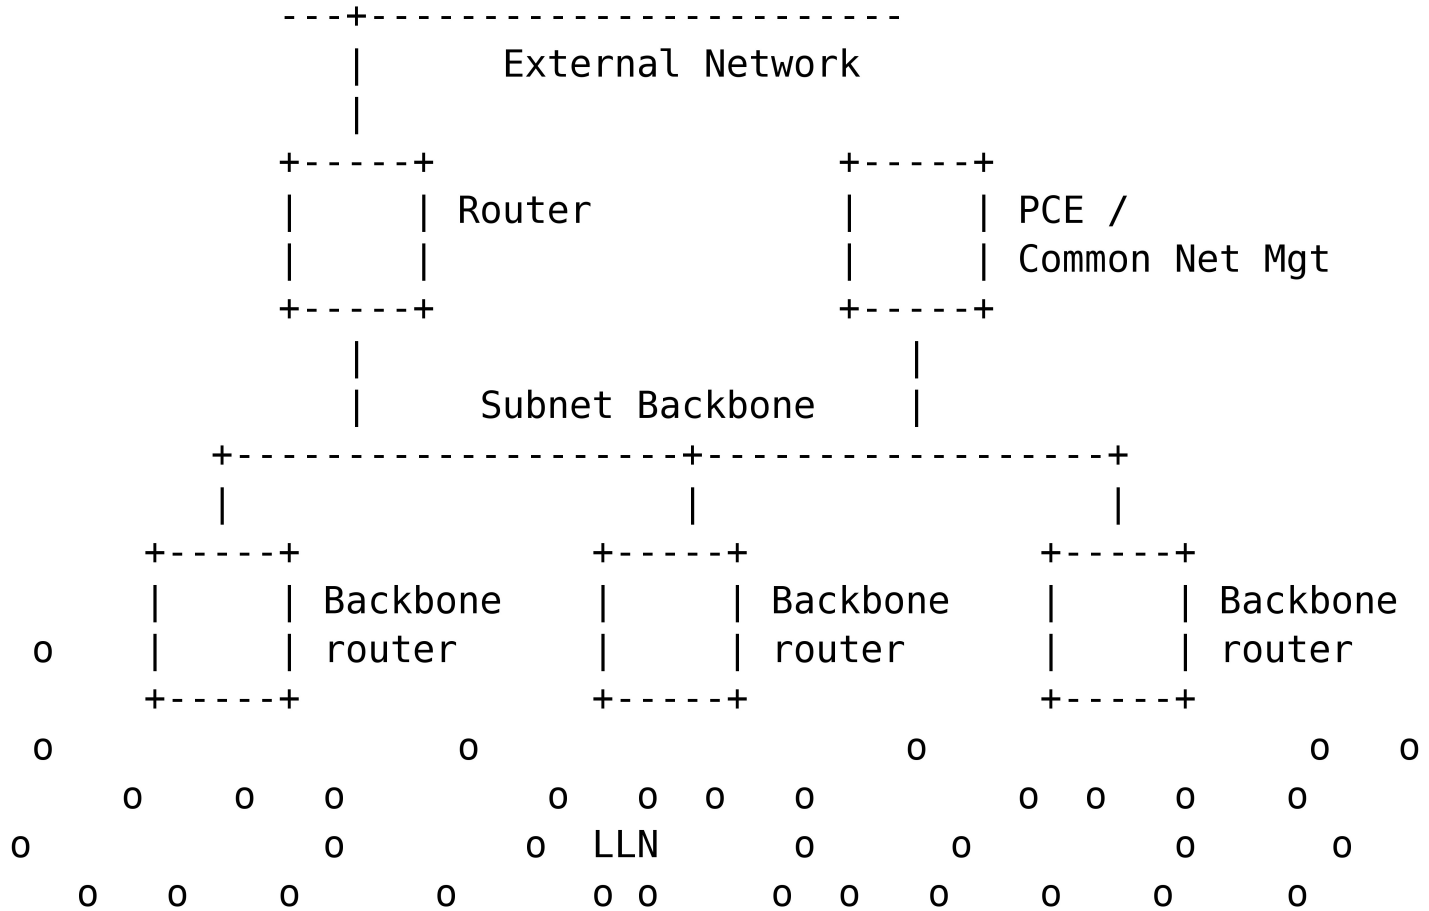 ---+------------------------
|      External Network
|
+-----+                  +-----+
|     | Router           |     | PCE /
|     |                  |     | Common Net Mgt
+-----+                  +-----+
|                        |
|     Subnet Backbone    |
+--------------------+------------------+
|                    |                  |
+-----+             +-----+             +-----+
|     | Backbone    |     | Backbone    |     | Backbone
o    |     | router      |     | router      |     | router
+-----+             +-----+             +-----+
o                  o                   o                 o   o
o    o   o         o   o  o   o         o  o   o    o
o             o        o  LLN      o      o         o      o
o   o    o      o      o o     o  o   o    o    o     o